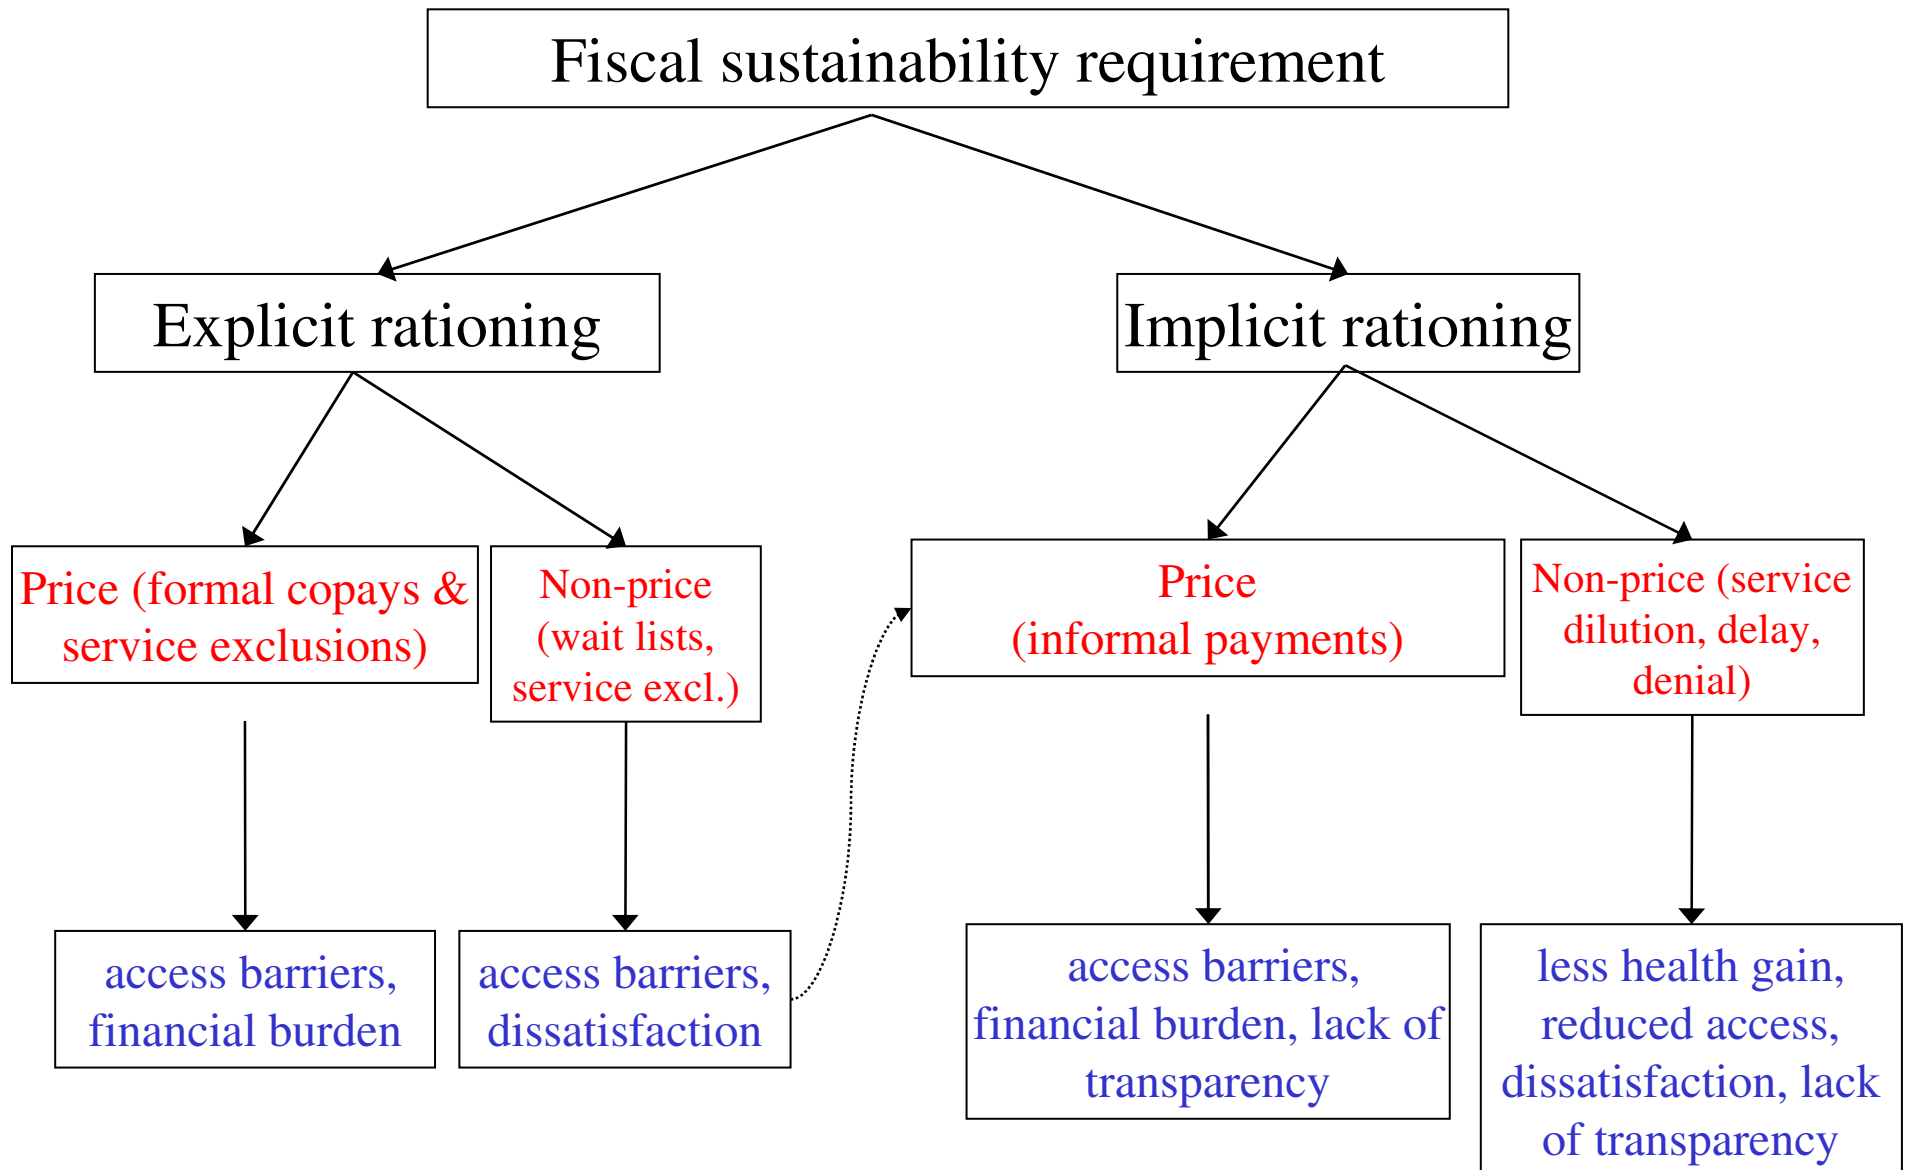 Fiscal sustainability requirement
Explicit rationing
Implicit rationing
Price (formal copays &
service exclusions)
Non-price
(wait lists,
service excl.)
Price
(informal payments)
Non-price (service
dilution, delay,
denial)
access barriers,
financial burden
access barriers,
dissatisfaction
access barriers,
financial burden, lack of
transparency
less health gain,
reduced access,
dissatisfaction, lack
of transparency